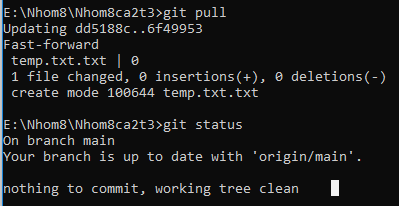 E:\Nhom8\Nhom8ca2t3>git pull
Updating dd5188c..6f49953
Fast-forward
 temp.txt.txt | 0
 1 file changed, 0 insertions(+), 0 deletions(-)
 create mode 100644 temp.txt.txt
E:\Nhom8\Nhom8ca2t3>git status
On branch main
Your branch is up to date with 'origin/main'.
nothing to commit, working tree clean